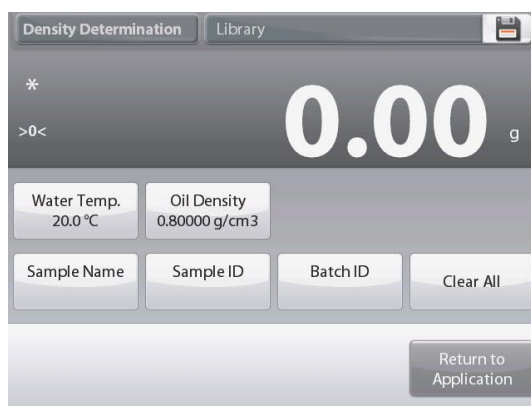 Density Determination Library
*
>0<
0.00 g
Water Temp. Oil Density
20.0 °C 0.80000 g/cm3
Sample Name Sample ID Batch ID Clear All
Return to
Application